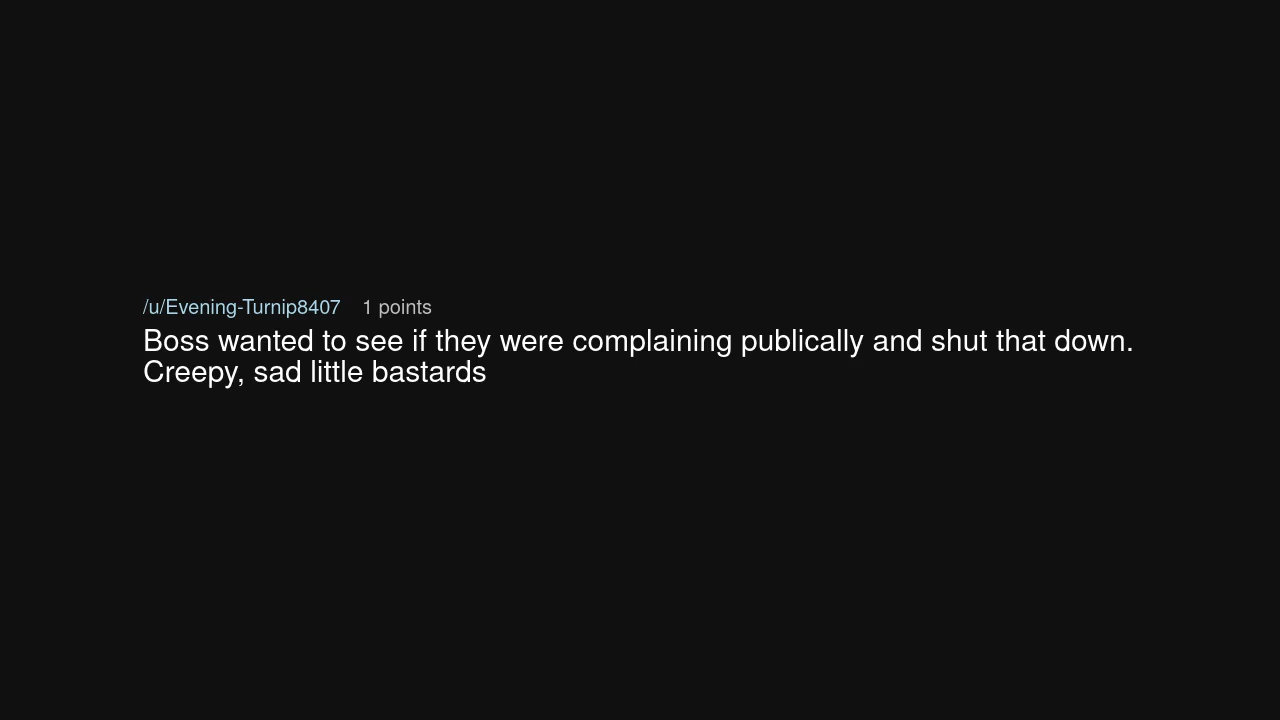 /u/Evening-Turnip8407 1 points
Boss wanted to see if they were complaining publically and shut that down.
Creepy, sad little bastards